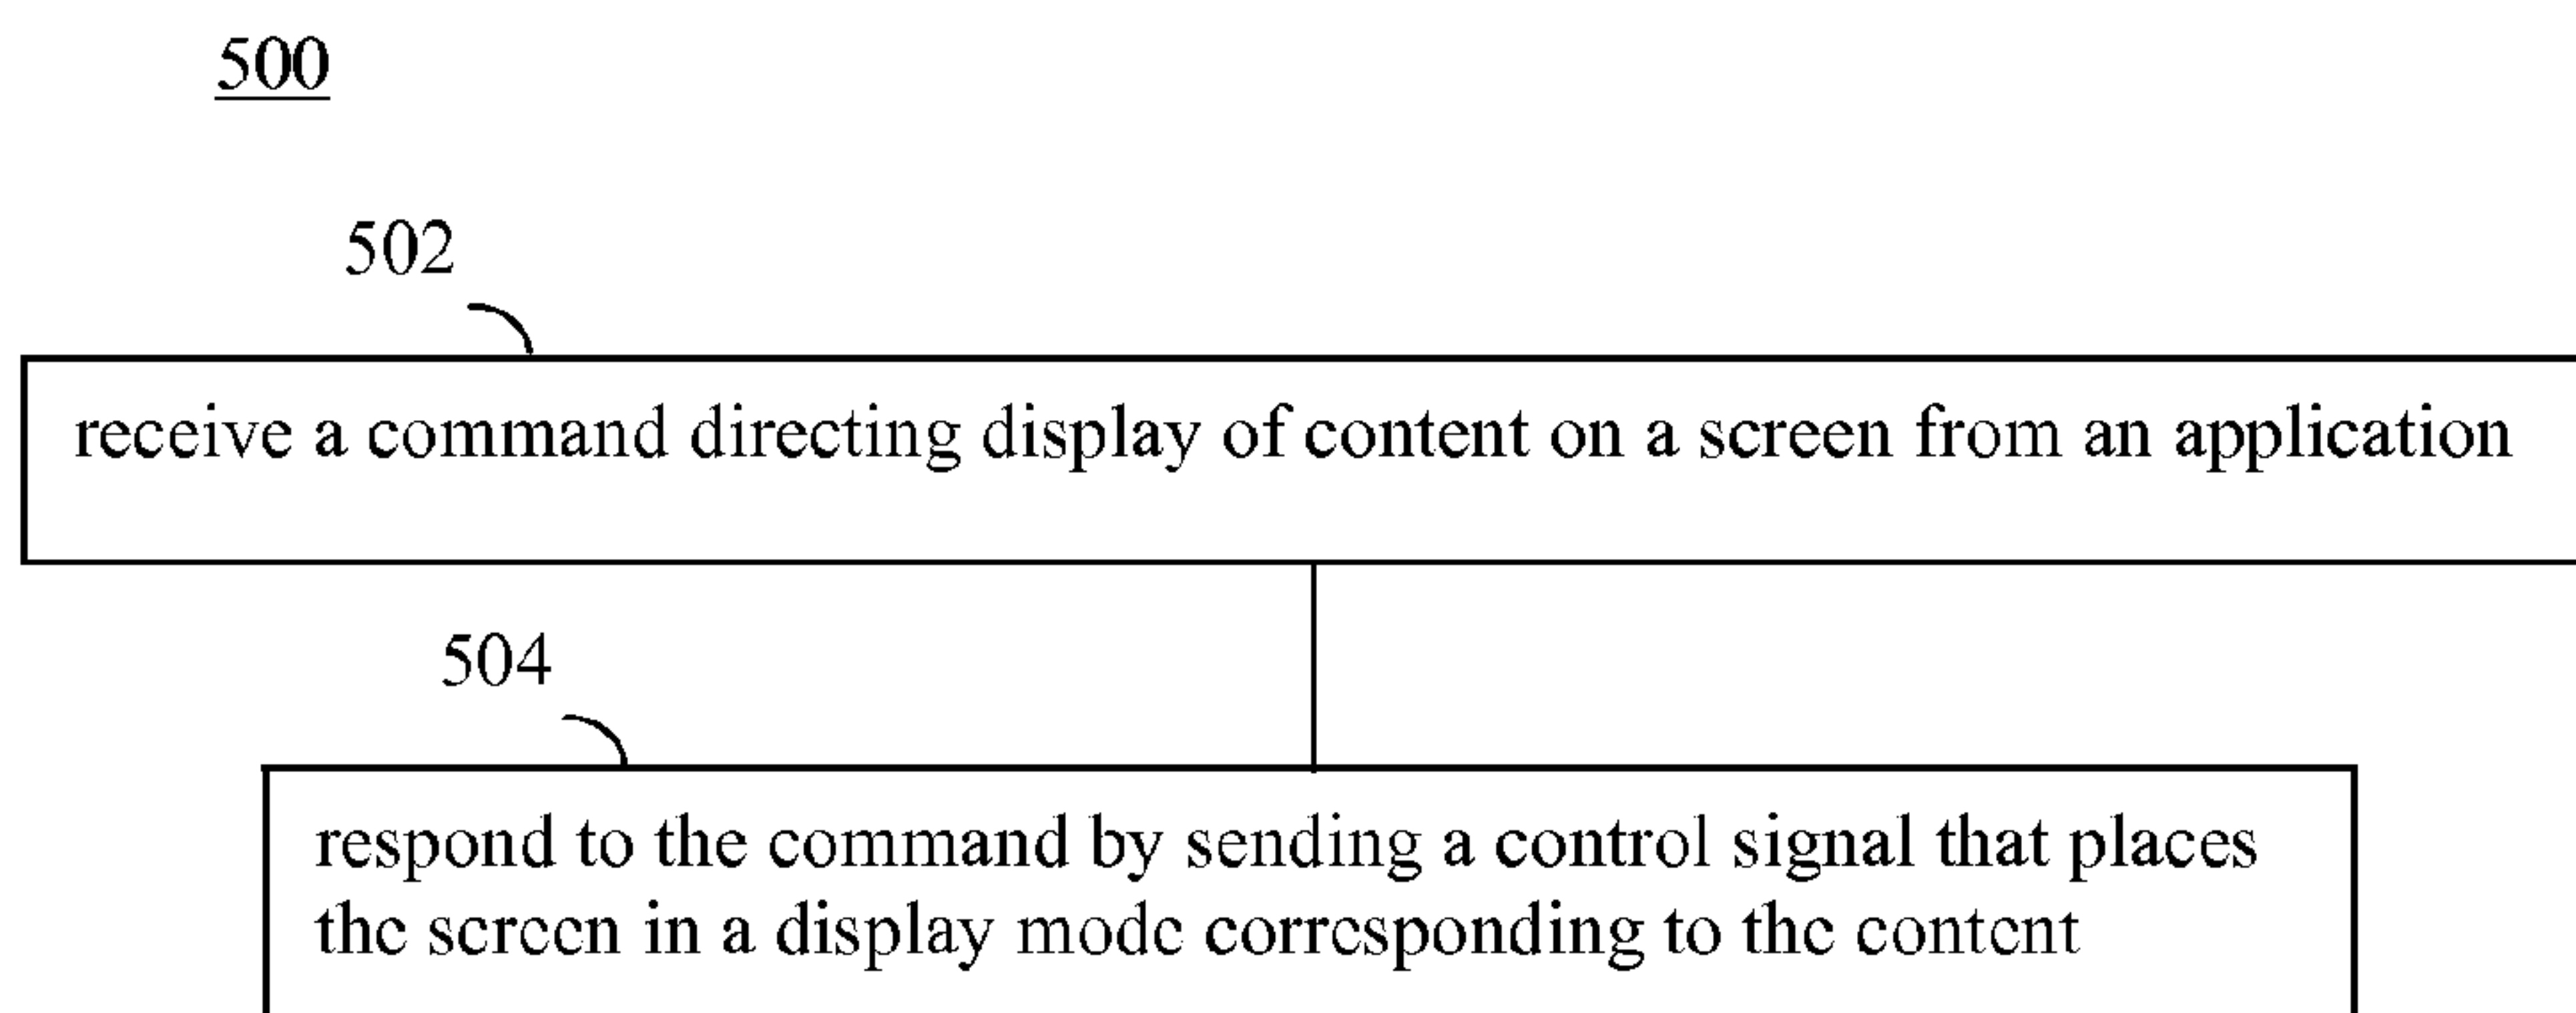 500
502
receive a command directing display of content on a screen from an application
504
respond to the command by sending a control signal that places
the screen in a display mode corresponding to the content